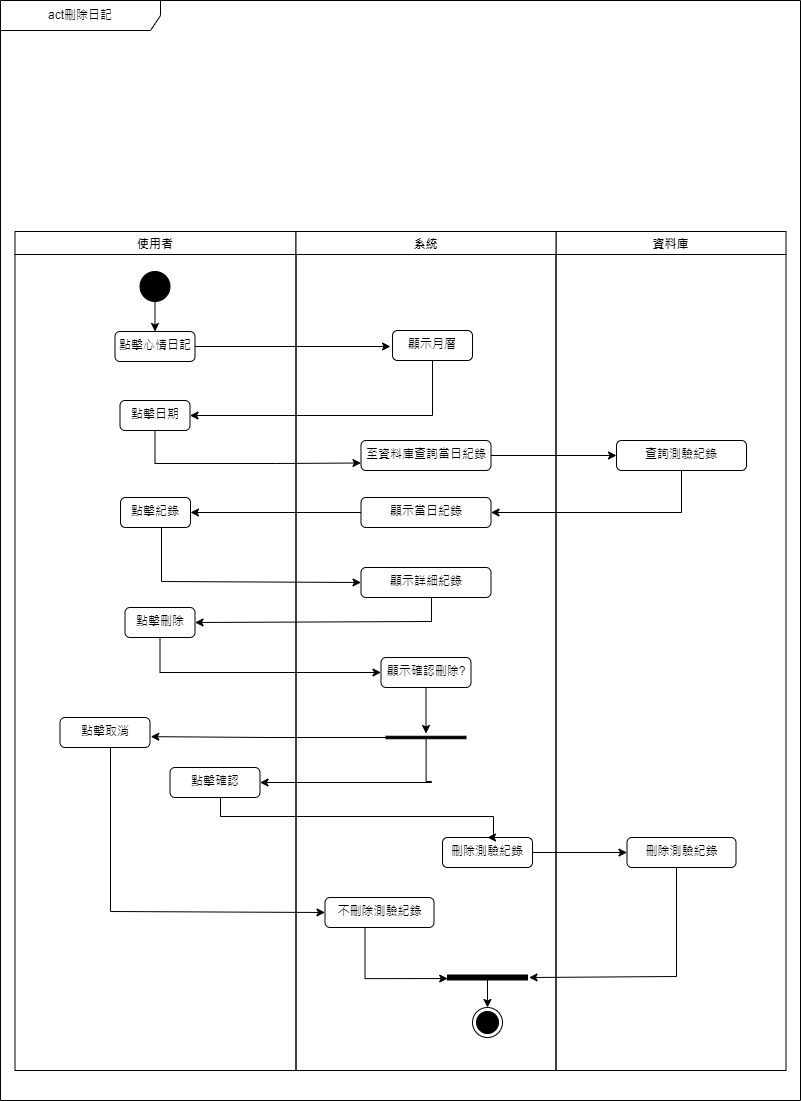 act刪除日記
使用者
系統
資料庫
點擊心情日記
顯示月曆
點擊日期
至資料庫查詢當日紀錄
查詢測驗紀錄
點擊紀錄
顯示當日紀錄
顯示詳細紀錄
點擊刪除
顯示確認刪除?
點擊取消
點擊確認
刪除測驗紀錄
刪除測驗紀錄
不刪除測驗紀錄